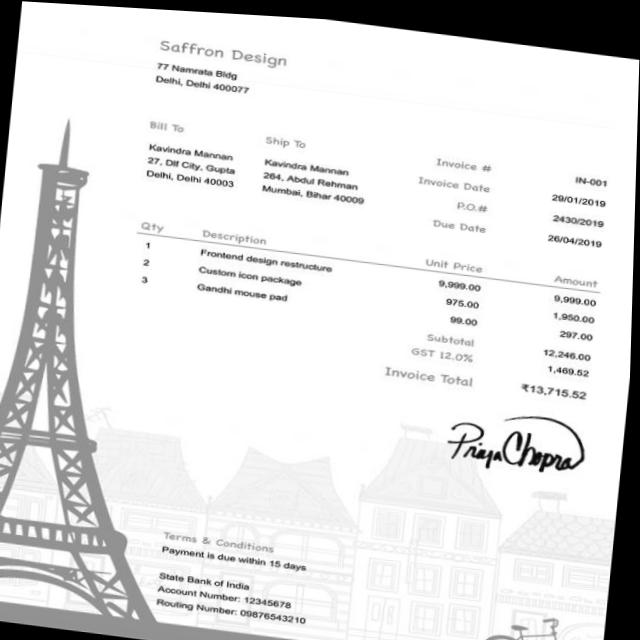 Saffron Design
77 Namrata Bldg
Delhi, Delhi 400077
Bill To
Kavindra Mannan
27, Dlf City, Gupta
Delhi, Delhi 40003
Ship To
Kavindra Mannan
264, Abdul Rehman
Mumbai, Bihar 40009
Invoice # IN-001
Invoice Date 29/01/2019
P.O.# 2430/2019
Due Date 26/04/2019
Qty Description Unit Price Amount
1 Frontend design restructure 9,999.00 9,999.00
2 Custom icon package 975.00 1,950.00
3 Gandhi mouse pad 99.00 297.00
Subtotal 12,246.00
GST 12.0% 1,469.52
Invoice Total ₹13,715.52
Priya Chopra
Terms & Conditions
Payment is due within 15 days
State Bank of India
Account Number: 12345678
Routing Number: 09876543210